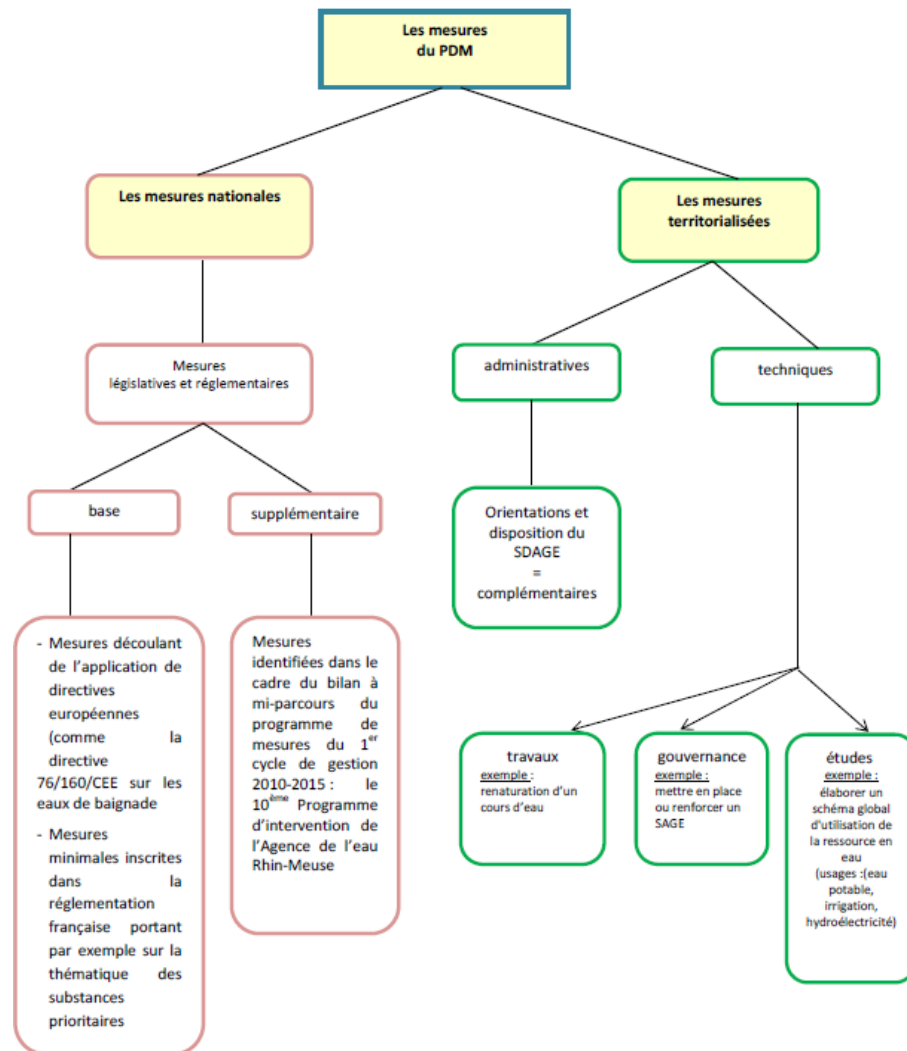 Les mesures
du PDM
Les mesures nationales
Les mesures
territorialisées
Mesures
législatives et réglementaires
administratives
techniques
base
supplémentaire
Orientations et
disposition du
SDAGE
=
complémentaires
- Mesures découlant
de l'application de
directives
européennes
(comme la
directive
76/160/CEE sur les
eaux de baignade
- Mesures
minimales inscrites
dans la
réglementation
française portant
par exemple sur la
thématique des
substances
prioritaires
Mesures
identifiées dans le
cadre du bilan à
mi-parcours du
programme de
mesures du 1er
cycle de gestion
2010-2015 : le
10ème Programme
d'intervention de
l'Agence de l'eau
Rhin-Meuse
travaux
exemple :
renaturation d'un
cours d'eau
gouvernance
exemple :
mettre en place
ou renforcer un
SAGE
études
exemple :
élaborer un
schéma global
d'utilisation de
la ressource en
eau
(usages :(eau
potable,
irrigation,
hydroélectricité)